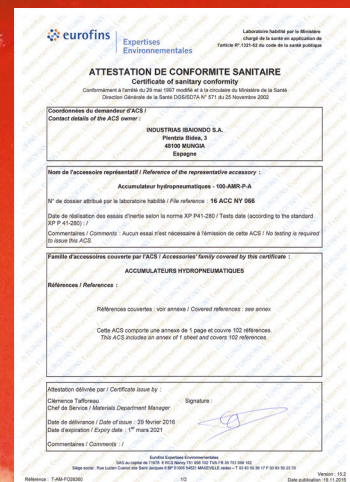 eurofins
Expertises
Environnementales
Laboratoire habilité par le Ministère
chargé de la santé en application de
l'article R*.1321-52 du code de la santé publique
ATTESTATION DE CONFORMITE SANITAIRE
Certificate of sanitary conformity
Conformément à l'arrêté du 29 mai 1997 modifié et à la circulaire du Ministère de la Santé
Direction Générale de la Santé DGS/SD7A N° 571 du 25 Novembre 2002
Coordonnées du demandeur d'ACS /
Contact details of the ACS owner :
INDUSTRIAS IBAIONDO S.A.
Plentzia Bidea, 3
48100 MUNGIA
Espagne
Nom de l'accessoire représentatif / Reference of the representative accessory :
Accumulateur hydropneumatiques - 100-AMR-P-A
N° de dossier attribué par le laboratoire habilité / File reference : 16 ACC NY 066
Date de réalisation des essais d'inertie selon la norme XP P41-280 / Tests date (according to the standard
XP P 41-280) : /
Commentaires / Comments : Aucun essai n'est nécessaire à l'émission de cette ACS / No testing is required
to issue this ACS.
Famille d'accessoires couverte par l'ACS / Accessories' family covered by this certificate :
ACCUMULATEURS HYDROPNEUMATIQUES
Références / References :
Références couvertes : voir annexe / Covered references : see annex
Cette ACS comporte une annexe de 1 page et couvre 102 références.
This ACS includes an annex of 1 sheet and covers 102 references.
Attestation délivrée par / Certificate issue by :
Clémence Tafforeau
Signature :
Chef de Service / Materials Department Manager
Date de délivrance / Date of issue : 29 février 2016
Date d'expiration / Expiry date : 1er mars 2021
Commentaires / Comments : /
Eurofins Expertises Environnementales
Version : 15.2
Référence : T-AM-FO28360
1/2
Date publication :19.11.2015